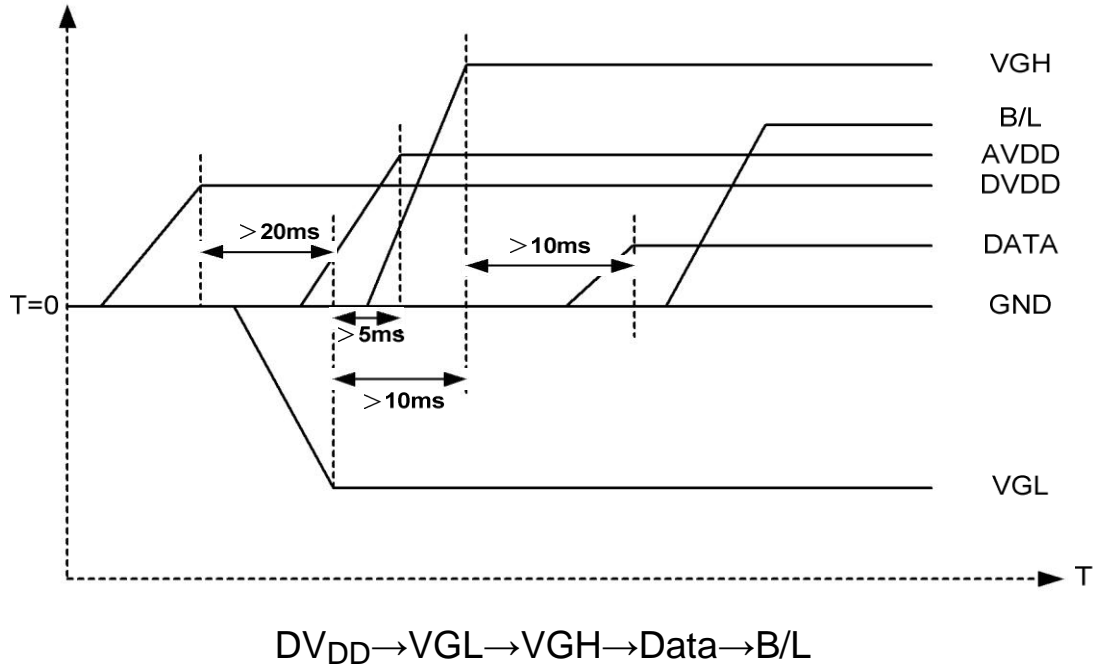 VGH
B/L
AVDD
DVDD
>20ms
>10ms
DATA
T=0
GND
>5ms
>10ms
VGL
T
DVDD→VGL→VGH→Data→B/L